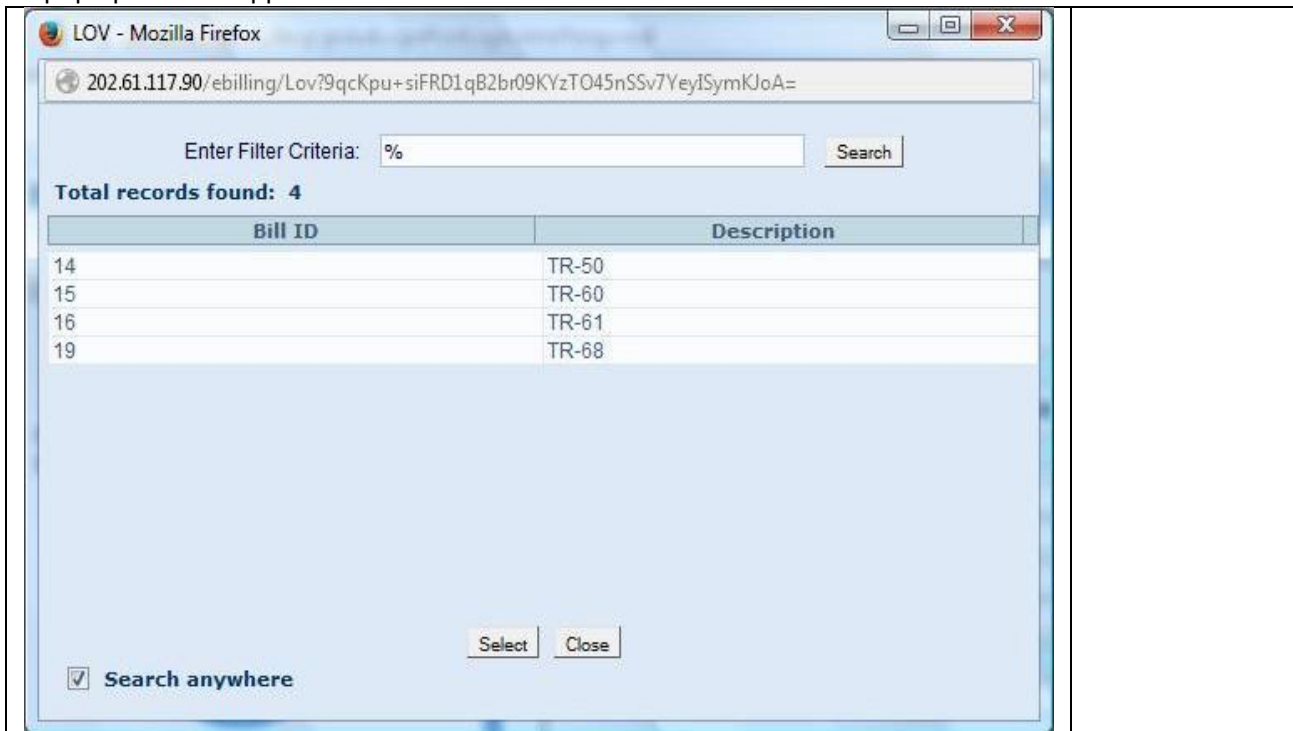 LOV - Mozilla Firefox
202.61.117.90/ebilling/Lov?9qcKpu+siFRD1qB2br09KYzTO45nSSv7YeyISymKJoA=
Enter Filter Criteria: % Search
Total records found: 4
Bill ID Description
14 TR-50
15 TR-60
16 TR-61
19 TR-68
Select Close
Search anywhere